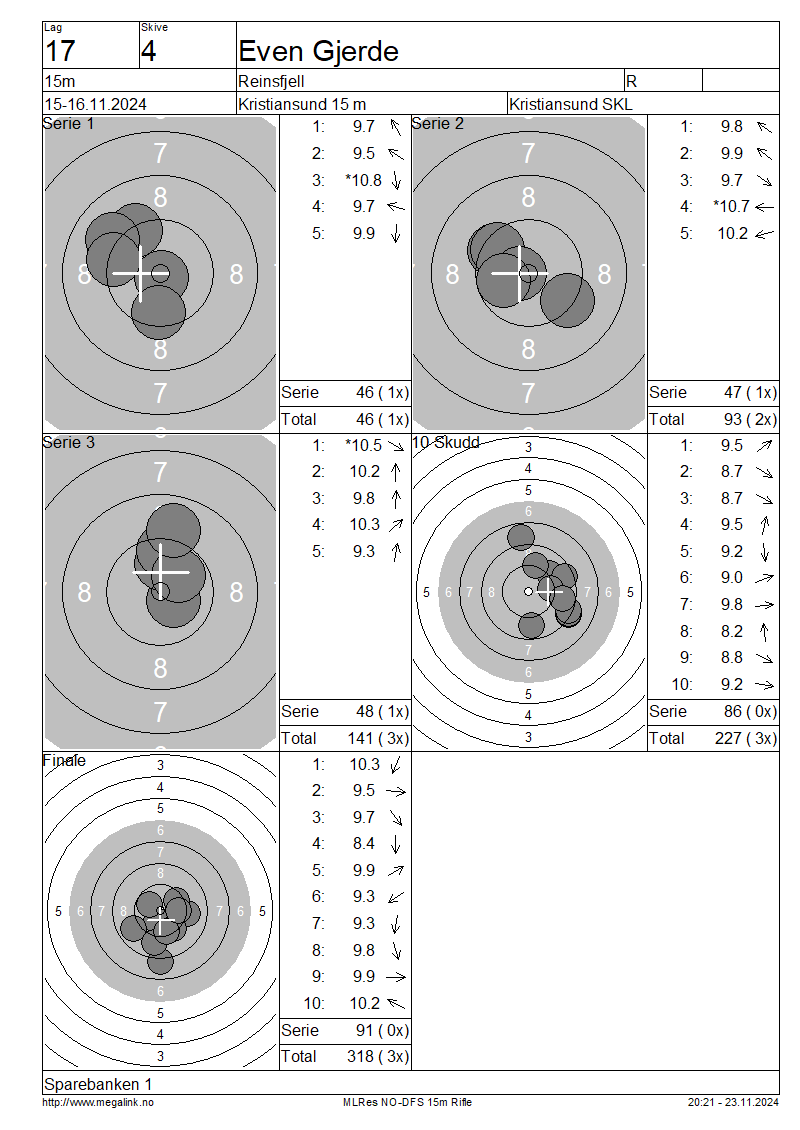 Lag
Skive
17
4
Even Gjerde
15m
Reinsfjell
R
15-16.11.2024
Kristiansund 15 m
Kristiansund SKL
Serie 1
7
8
8
8
8
7
1: 9.7
2: 9.5
3: *10.8
4: 9.7
5: 9.9
Serie 46 ( 1x)
Total 46 ( 1x)
Serie 2
7
8
8
8
8
7
1: 9.8
2: 9.9
3: 9.7
4: *10.7
5: 10.2
Serie 47 ( 1x)
Total 93 ( 2x)
Serie 3
7
8
8
8
7
1: *10.5
2: 10.2
3: 9.8
4: 10.3
5: 9.3
Serie 48 ( 1x)
Total 141 ( 3x)
10 Skudd
3
4
5
6
5 6 7 8 7 6 5
7
6
5
4
3
1: 9.5
2: 8.7
3: 8.7
4: 9.5
5: 9.2
6: 9.0
7: 9.8
8: 8.2
9: 8.8
10: 9.2
Serie 86 ( 0x)
Total 227 ( 3x)
Finale
3
4
5
6
7
8
5 6 7 8 7 6 5
6
5
4
3
1: 10.3
2: 9.5
3: 9.7
4: 8.4
5: 9.9
6: 9.3
7: 9.3
8: 9.8
9: 9.9
10: 10.2
Serie 91 ( 0x)
Total 318 ( 3x)
Sparebanken 1
http://www.megalink.no
MLRes NO-DFS 15m Rifle
20:21 - 23.11.2024